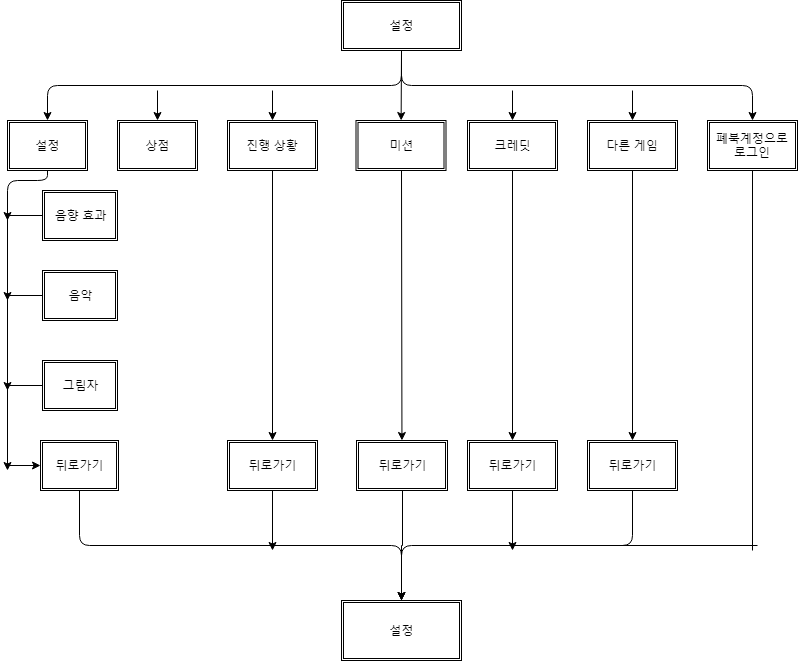 설정
설정
상점
진행 상황
미션
크레딧
다른 게임
페북계정으로
로그인
음향 효과
음악
그림자
뒤로가기
뒤로가기
뒤로가기
뒤로가기
뒤로가기
설정